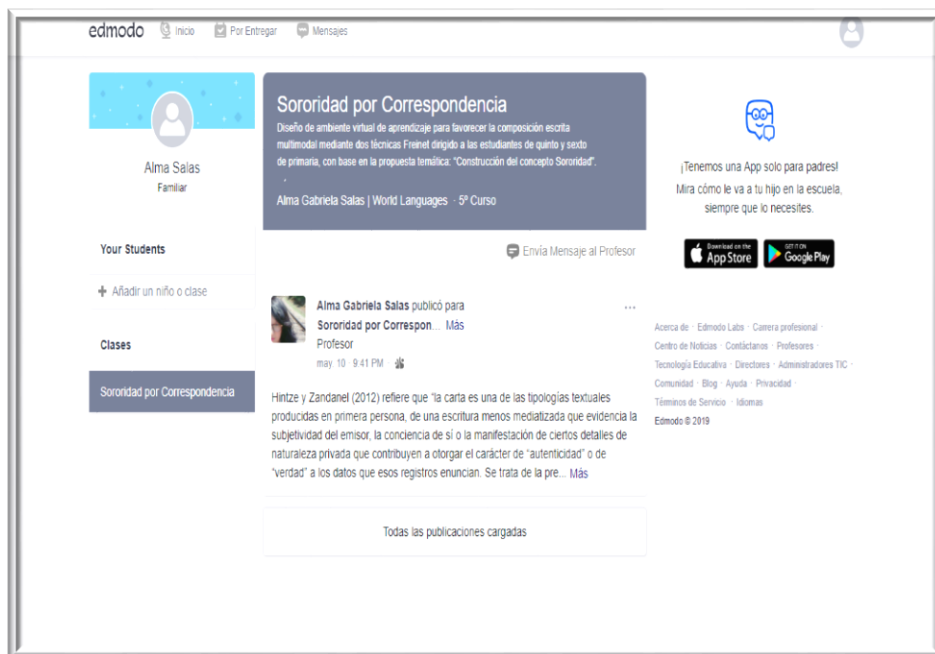 edmodo Inicio Por Entregar Mensajes
Alma Salas
Familiar
Your Students
+ Añadir un niño o clase
Clases
Sororidad por Correspondencia
Sororidad por Correspondencia
Diseño de ambiente virtual de aprendizaje para favorecer la composición escrita
multimodal mediante dos técnicas Freinet dirigido a las estudiantes de quinto y sexto
de primaria, con base en la propuesta temática: “Construcción del concepto Sororidad”.
.
Alma Gabriela Salas | World Languages · 5º Curso
Envía Mensaje al Profesor
Alma Gabriela Salas publicó para
Sororidad por Correspon... Más
Profesor
may. 10 · 9:41 PM ·
Hintze y Zandanel (2012) refiere que “la carta es una de las tipologías textuales
producidas en primera persona, de una escritura menos mediatizada que evidencia la
subjetividad del emisor, la conciencia de sí o la manifestación de ciertos detalles de
naturaleza privada que contribuyen a otorgar el carácter de “autenticidad” o de
“verdad” a los datos que esos registros enuncian. Se trata de la pre... Más
Todas las publicaciones cargadas
¡Tenemos una App solo para padres!
Mira cómo le va a tu hijo en la escuela,
siempre que lo necesites.
Download on the
App Store
GET IT ON
Google Play
Acerca de · Edmodo Labs · Carrera profesional ·
Centro de Noticias · Contáctanos · Profesores ·
Tecnología Educativa · Directores · Administradores TIC ·
Comunidad · Blog · Ayuda · Privacidad ·
Términos de Servicio · Idiomas
Edmodo © 2019